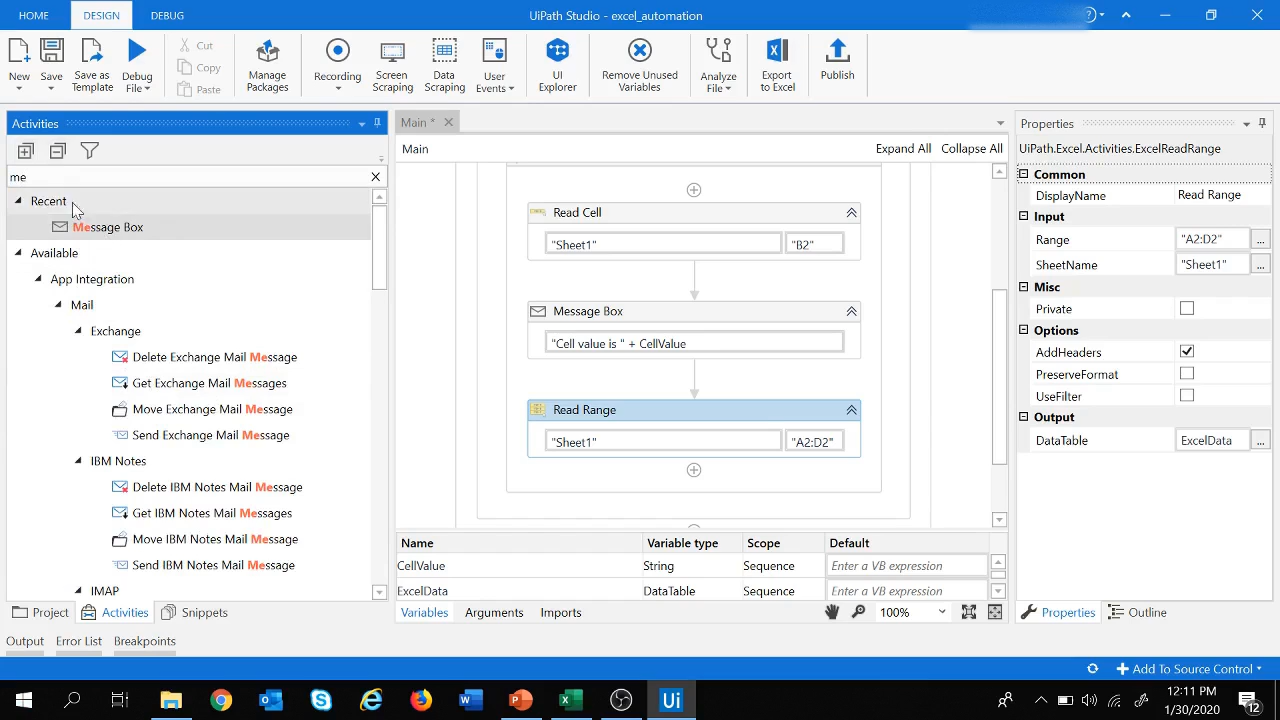 HOME DESIGN DEBUG UiPath Studio - excel_automation ?
New Save Save as Template Debug File Cut Copy Paste Manage Packages Recording Screen Scraping Data Scraping User Events UI Explorer Remove Unused Variables Analyze File Export to Excel Publish
Activities
me
Recent
Message Box
Available
App Integration
Mail
Exchange
Delete Exchange Mail Message
Get Exchange Mail Messages
Move Exchange Mail Message
Send Exchange Mail Message
IBM Notes
Delete IBM Notes Mail Message
Get IBM Notes Mail Messages
Move IBM Notes Mail Message
Send IBM Notes Mail Message
IMAP
Project Activities Snippets
Main *
Main Expand All Collapse All
Read Cell
"Sheet1" "B2"
Message Box
"Cell value is " + CellValue
Read Range
"Sheet1" "A2:D2"
Name Variable type Scope Default
CellValue String Sequence Enter a VB expression
ExcelData DataTable Sequence Enter a VB expression
Variables Arguments Imports 100%
Properties
UiPath.Excel.Activities.ExcelReadRange
Common
DisplayName Read Range
Input
Range "A2:D2" ...
SheetName "Sheet1" ...
Misc
Private
Options
AddHeaders
PreserveFormat
UseFilter
Output
DataTable ExcelData ...
Properties Outline
Output Error List Breakpoints
Add To Source Control
Ui
12:11 PM
1/30/2020
12